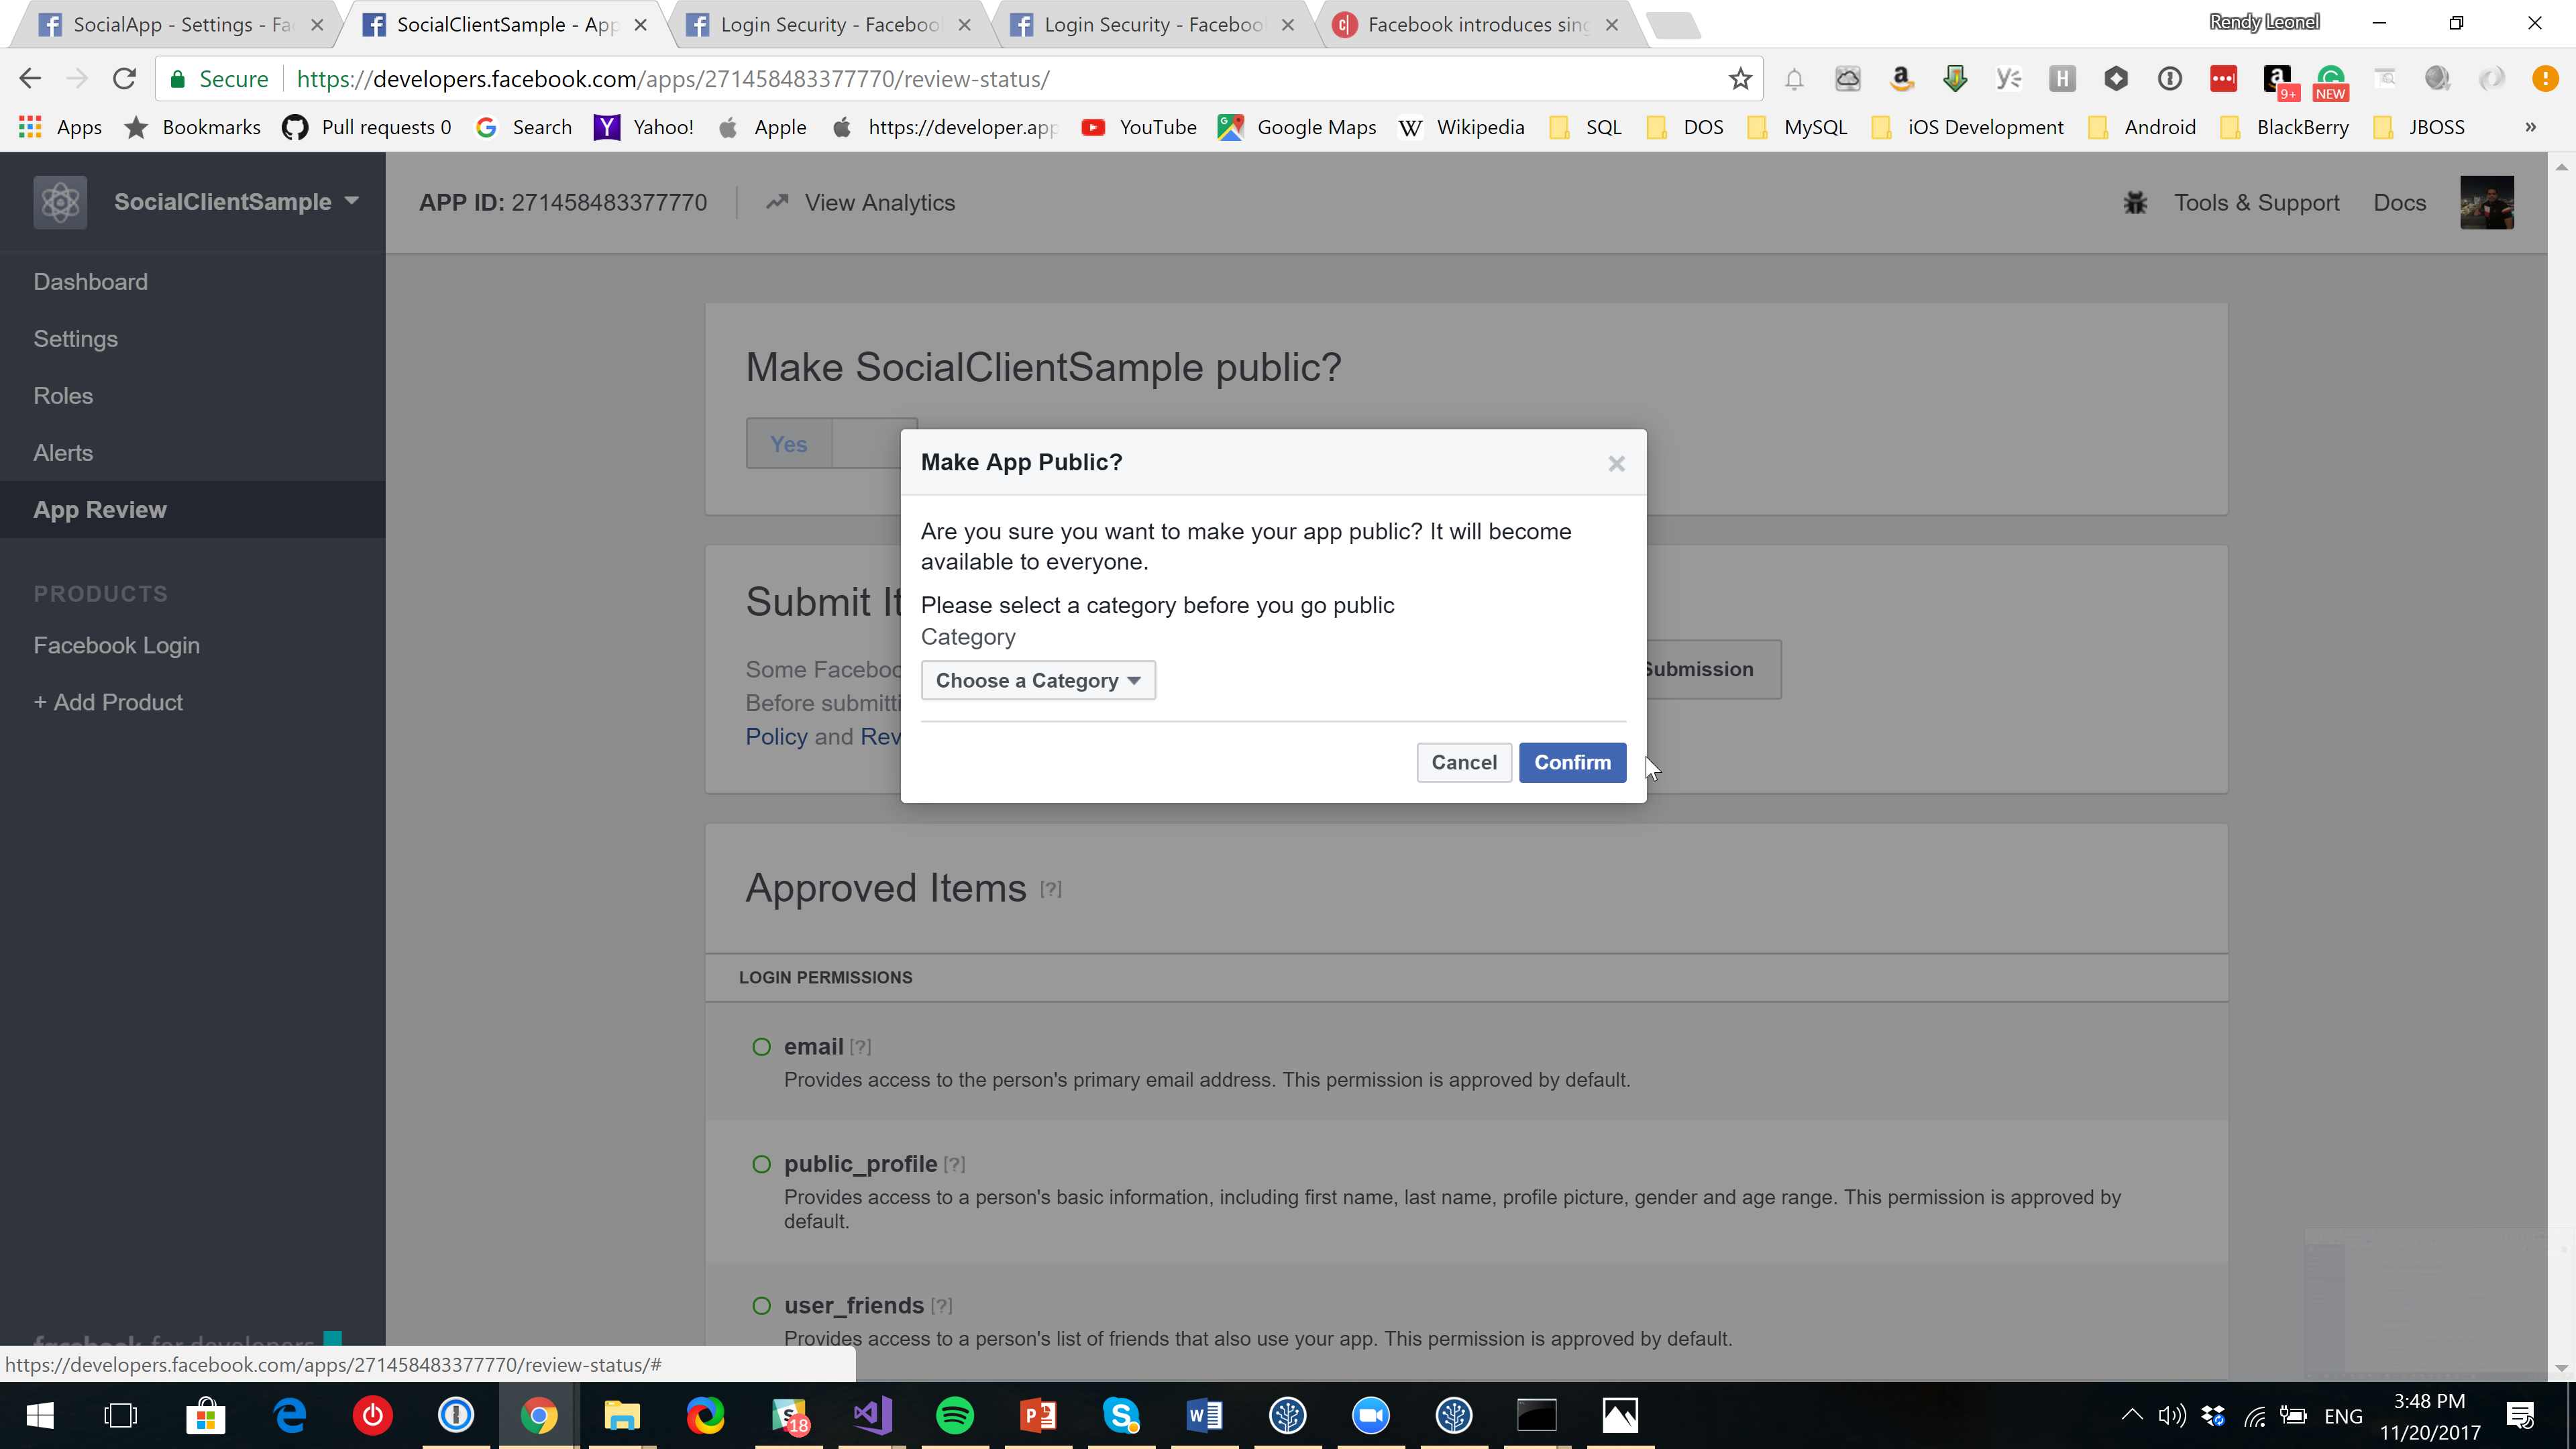 SocialApp - Settings - Fa
SocialClientSample - App
Login Security - Facebook
Login Security - Facebook
Facebook introduces sing
Rendy Leonel
Secure
https://developers.facebook.com/apps/271458483377770/review-status/
9+
NEW
Apps
Bookmarks
Pull requests 0
Search
Yahoo!
Apple
https://developer.app
YouTube
Google Maps
Wikipedia
SQL
DOS
MySQL
iOS Development
Android
BlackBerry
JBOSS
»
SocialClientSample
APP ID: 271458483377770
View Analytics
Tools & Support
Docs
Dashboard
Settings
Roles
Alerts
App Review
PRODUCTS
Facebook Login
+ Add Product
Make SocialClientSample public?
Yes
Make App Public?
Are you sure you want to make your app public? It will become
available to everyone.
Please select a category before you go public
Category
Choose a Category
Cancel
Confirm
Submit It
Some Faceboo
Before submitti
Policy and Rev
Submission
Approved Items [?]
LOGIN PERMISSIONS
email [?]
Provides access to the person's primary email address. This permission is approved by default.
public_profile [?]
Provides access to a person's basic information, including first name, last name, profile picture, gender and age range. This permission is approved by
default.
user_friends [?]
Provides access to a person's list of friends that also use your app. This permission is approved by default.
facebook for developers
https://developers.facebook.com/apps/271458483377770/review-status/#
18
ENG
3:48 PM
11/20/2017